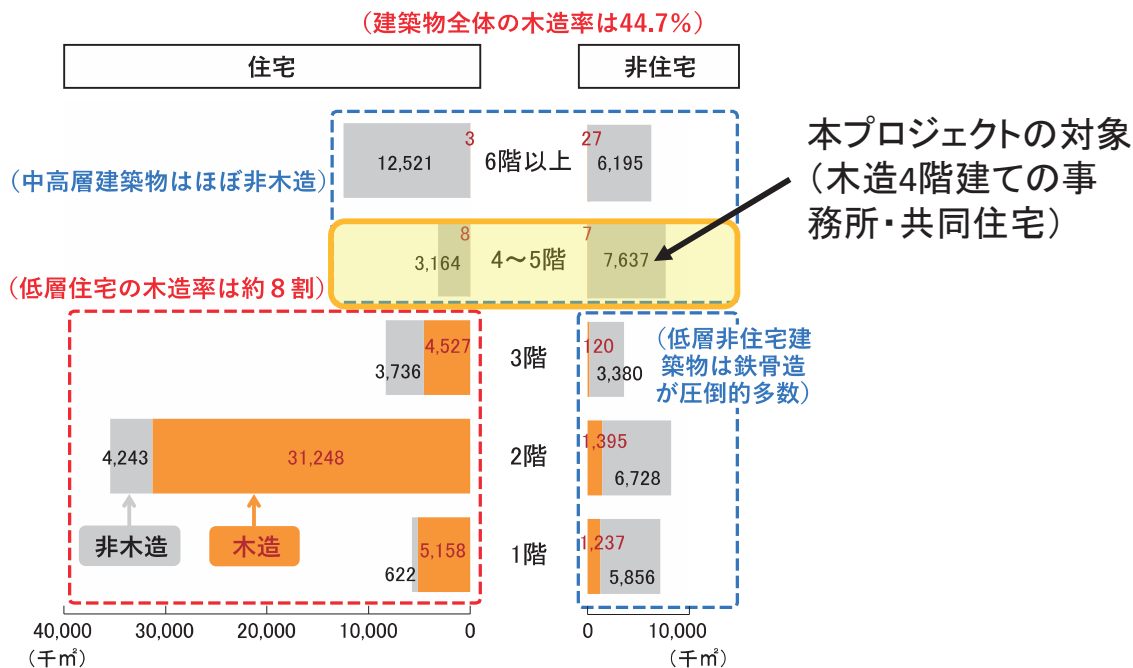 （建築物全体の木造率は44.7％）
住宅
非住宅
本プロジェクトの対象
（木造4階建ての事
務所・共同住宅）
3
12,521
6階以上
27
6,195
（中高層建築物はほぼ非木造）
8
3,164
4～5階
7
7,637
（低層住宅の木造率は約８割）
4,527
3,736
3階
120
3,380
（低層非住宅建
築物は鉄骨造
が圧倒的多数）
4,243
31,248
2階
1,395
6,728
非木造
木造
5,158
622
1階
1,237
5,856
40,000
30,000
20,000
10,000
0
0
10,000
（千㎡）
（千㎡）